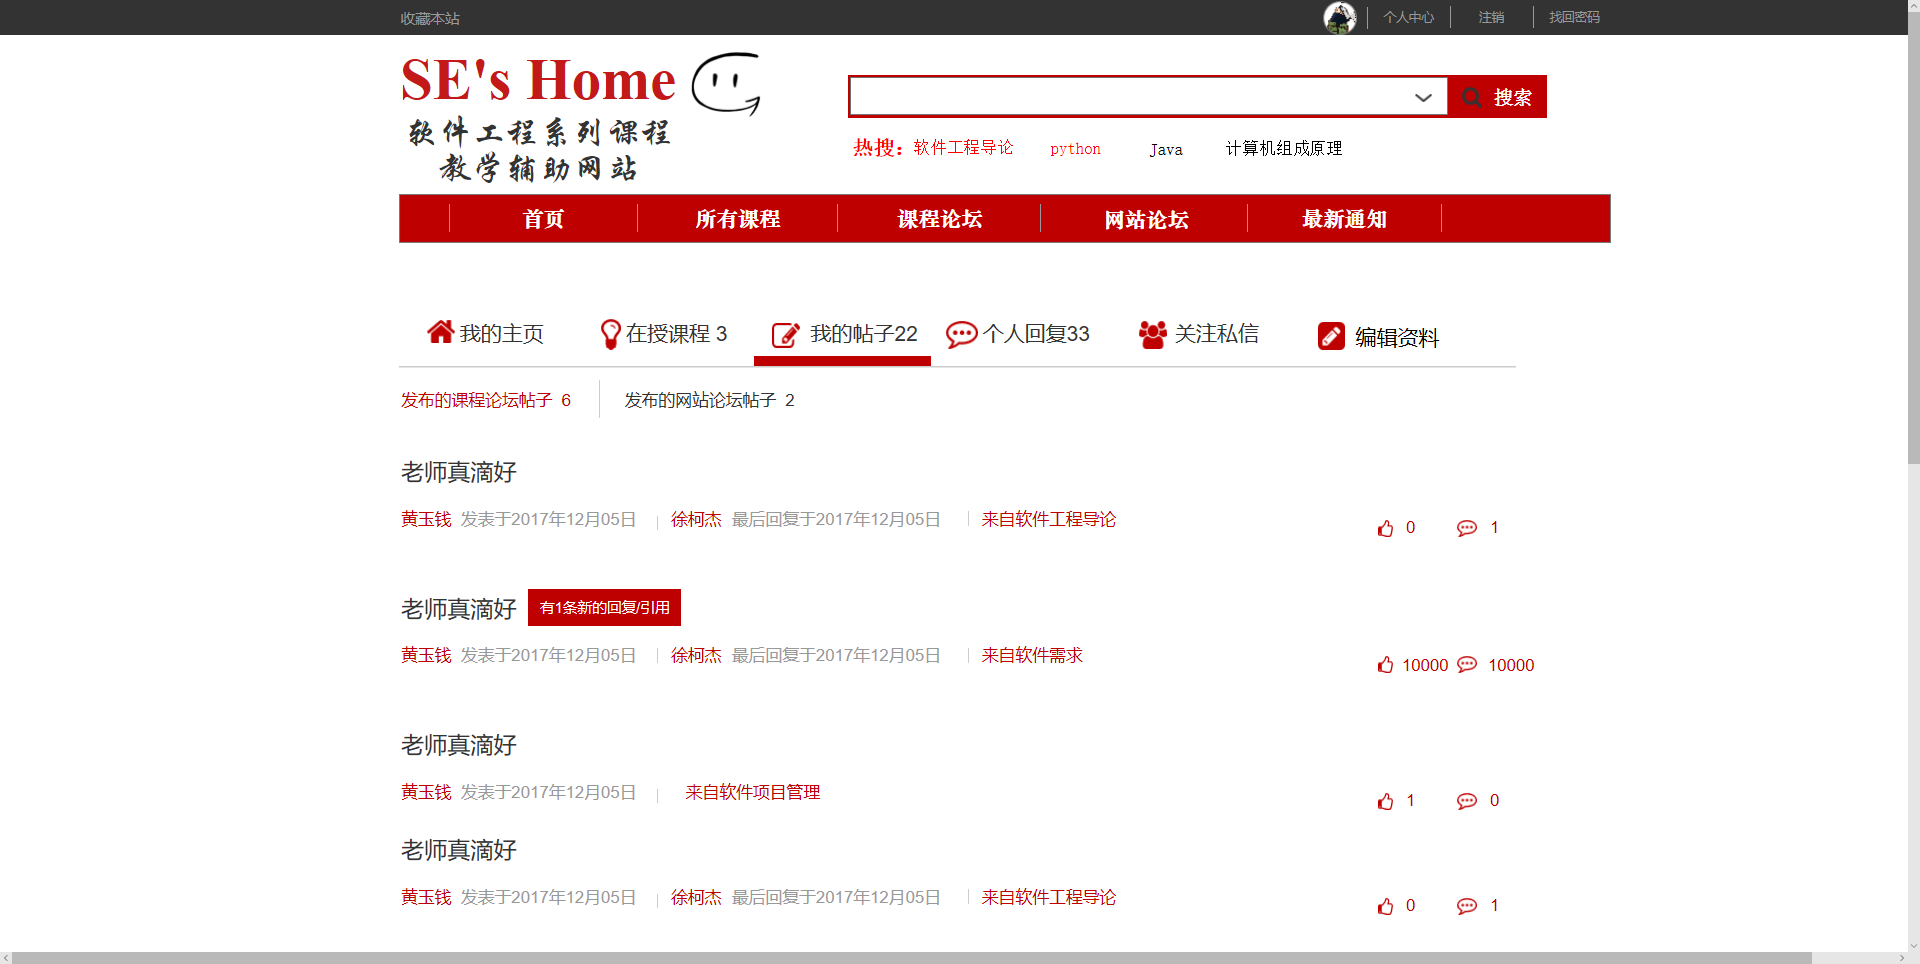 收藏本站
个人中心 注销 找回密码
SE's Home
软件工程系列课程
教学辅助网站
搜索
热搜：软件工程导论 python Java 计算机组成原理
首页 所有课程 课程论坛 网站论坛 最新通知
我的主页 在授课程 3 我的帖子22 个人回复33 关注私信 编辑资料
发布的课程论坛帖子 6 发布的网站论坛帖子 2
老师真滴好
黄玉钱 发表于2017年12月05日 徐柯杰 最后回复于2017年12月05日 来自软件工程导论 0 1
老师真滴好 有1条新的回复/引用
黄玉钱 发表于2017年12月05日 徐柯杰 最后回复于2017年12月05日 来自软件需求 10000 10000
老师真滴好
黄玉钱 发表于2017年12月05日 来自软件项目管理 1 0
老师真滴好
黄玉钱 发表于2017年12月05日 徐柯杰 最后回复于2017年12月05日 来自软件工程导论 0 1